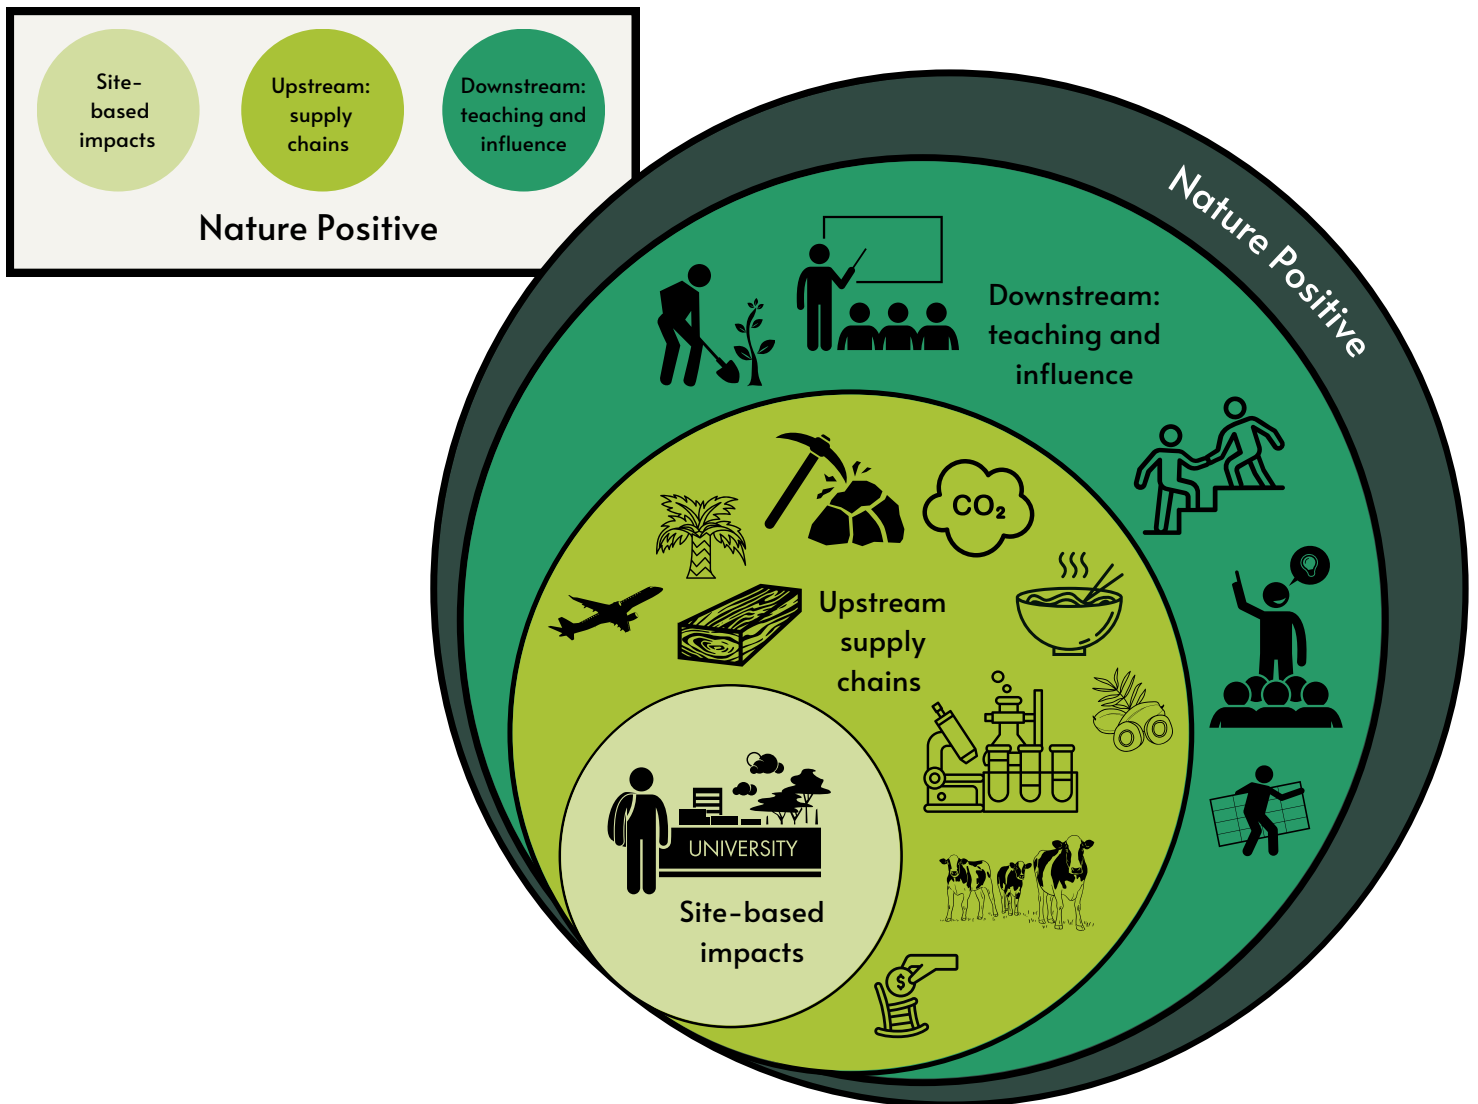 Site-
based
impacts
Upstream:
supply
chains
Downstream:
teaching and
influence
Nature Positive
Nature Positive
Downstream:
teaching and
influence
CO₂
Upstream
supply
chains
UNIVERSITY
Site-based
impacts
$